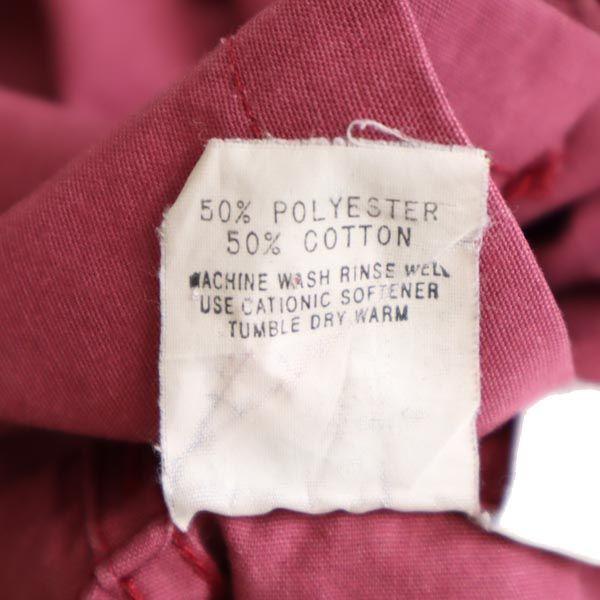 50% POLYESTER
50% COTTON
MACHINE WASH RINSE WELL
USE CATIONIC SOFTENER
TUMBLE DRY WARM